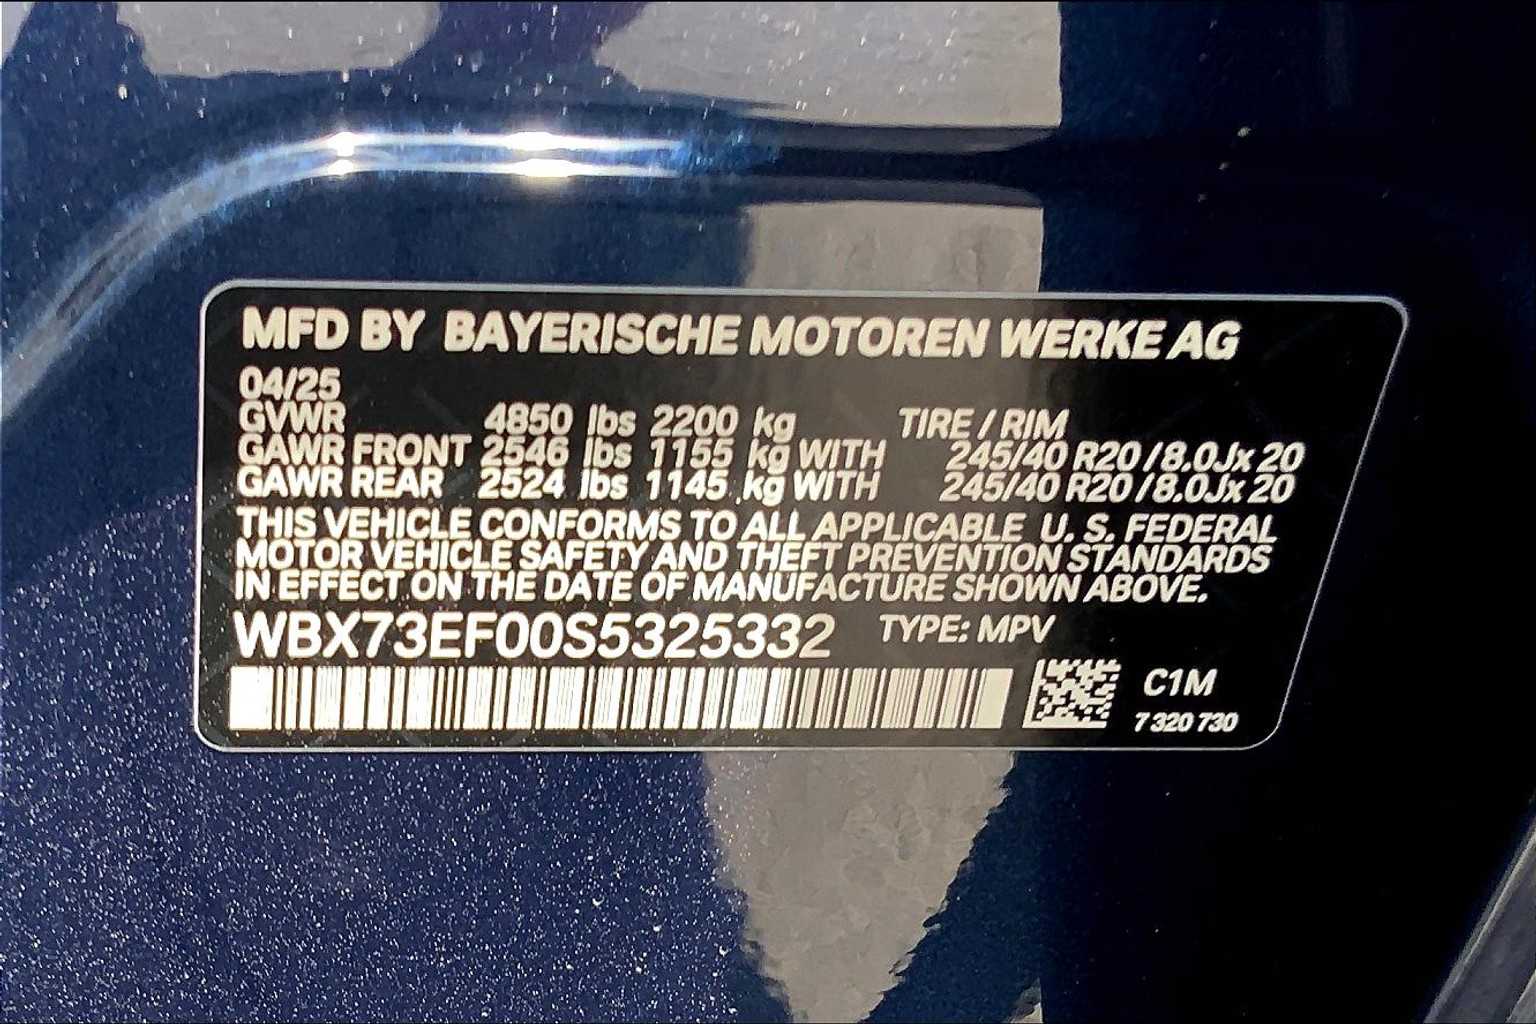 MFD BY BAYERISCHE MOTOREN WERKE AG
04/25
GVWR 4850 lbs 2200 kg TIRE / RIM
GAWR FRONT 2546 lbs 1155 kg WITH 245/40 R20 / 8.0Jx 20
GAWR REAR 2524 lbs 1145 kg WITH 245/40 R20 / 8.0Jx 20
THIS VEHICLE CONFORMS TO ALL APPLICABLE U. S. FEDERAL
MOTOR VEHICLE SAFETY AND THEFT PREVENTION STANDARDS
IN EFFECT ON THE DATE OF MANUFACTURE SHOWN ABOVE.
WBX73EF00S5325332 TYPE: MPV
C1M
7 320 730